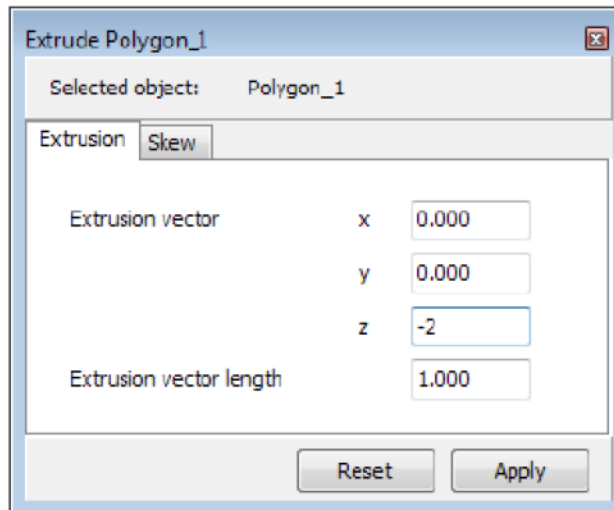 Extrude Polygon_1
Selected object: Polygon_1
Extrusion Skew
Extrusion vector x 0.000
y 0.000
z -2
Extrusion vector length 1.000
Reset Apply